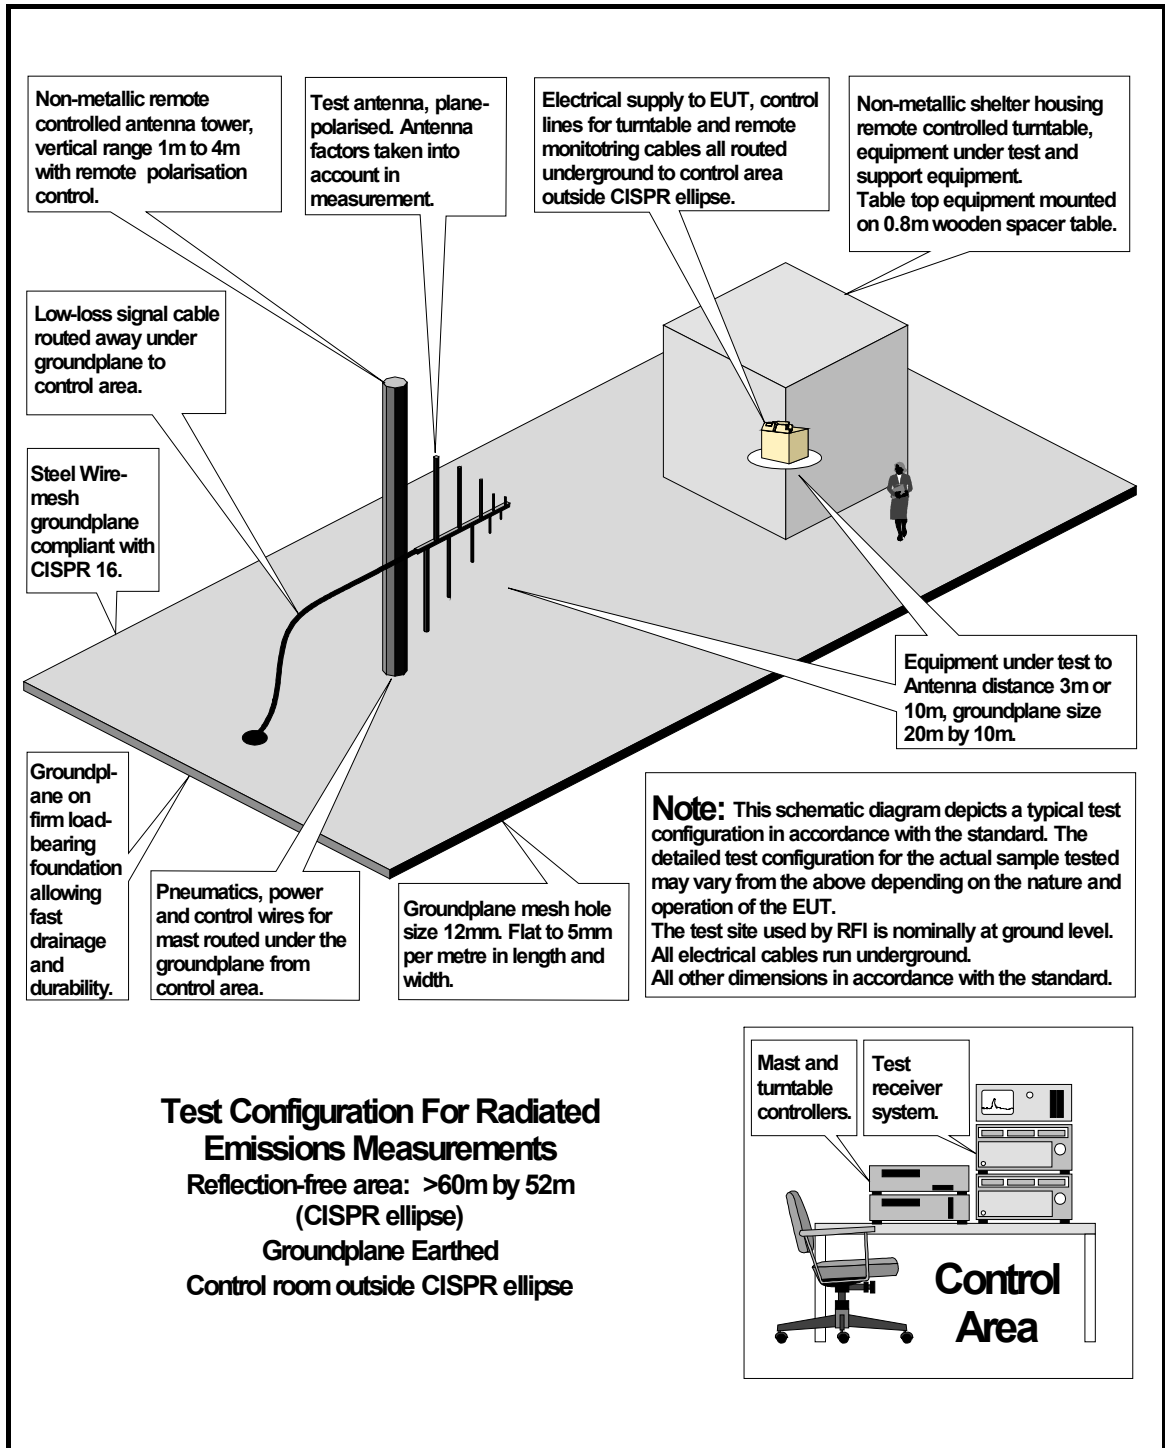 Non-metallic remote
controlled antenna tower,
vertical range 1m to 4m
with remote polarisation
control.
Test antenna, plane-
polarised. Antenna
factors taken into
account in
measurement.
Electrical supply to EUT, control
lines for turntable and remote
monitotring cables all routed
underground to control area
outside CISPR ellipse.
Non-metallic shelter housing
remote controlled turntable,
equipment under test and
support equipment.
Table top equipment mounted
on 0.8m wooden spacer table.
Low-loss signal cable
routed away under
groundplane to
control area.
Steel Wire-
mesh
groundplane
compliant with
CISPR 16.
Equipment under test to
Antenna distance 3m or
10m, groundplane size
20m by 10m.
Groundpl-
ane on
firm load-
bearing
foundation
allowing
fast
drainage
and
durability.
Pneumatics, power
and control wires for
mast routed under the
groundplane from
control area.
Groundplane mesh hole
size 12mm. Flat to 5mm
per metre in length and
width.
Note: This schematic diagram depicts a typical test
configuration in accordance with the standard. The
detailed test configuration for the actual sample tested
may vary from the above depending on the nature and
operation of the EUT.
The test site used by RFI is nominally at ground level.
All electrical cables run underground.
All other dimensions in accordance with the standard.
Test Configuration For Radiated
Emissions Measurements
Reflection-free area: >60m by 52m
(CISPR ellipse)
Groundplane Earthed
Control room outside CISPR ellipse
Mast and
turntable
controllers.
Test
receiver
system.
Control
Area